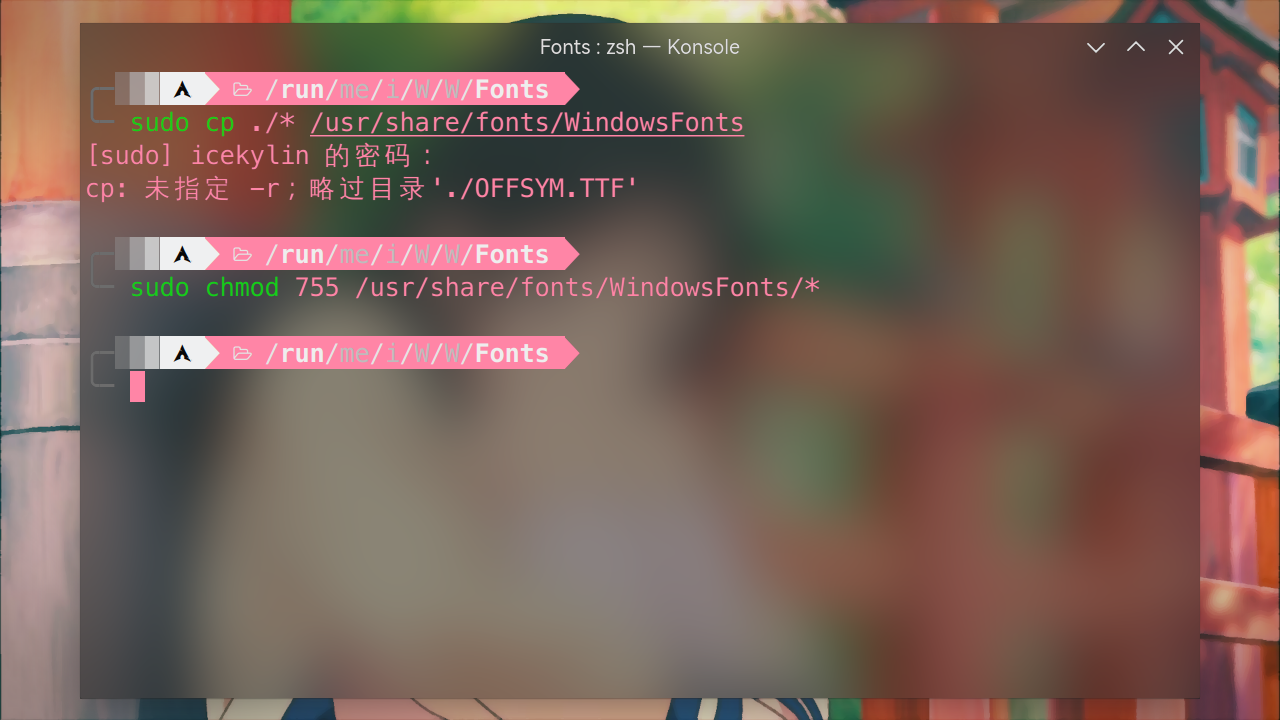 Fonts : zsh — Konsole
/run/me/i/W/W/Fonts
sudo cp ./* /usr/share/fonts/WindowsFonts
[sudo] icekylin 的密码：
cp: 未指定 -r；略过目录'./OFFSYM.TTF'
/run/me/i/W/W/Fonts
sudo chmod 755 /usr/share/fonts/WindowsFonts/*
/run/me/i/W/W/Fonts